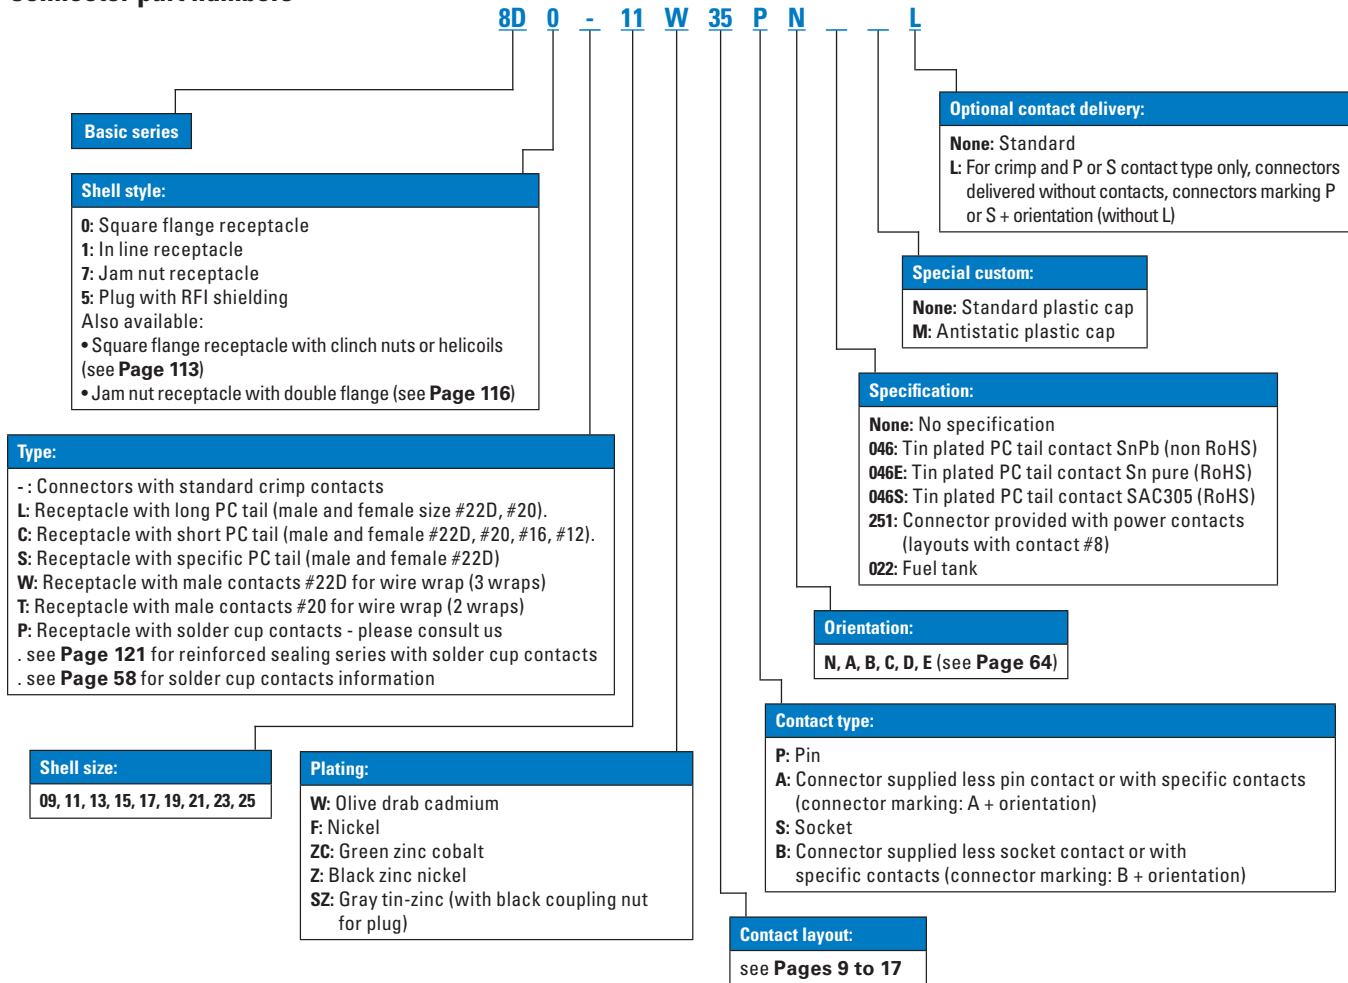 Connector part numbers
8D 0 - 11 W 35 P N _ _ L
Basic series
Shell style:
0: Square flange receptacle
1: In line receptacle
7: Jam nut receptacle
5: Plug with RFI shielding
Also available:
• Square flange receptacle with clinch nuts or helicoils
(see Page 113)
• Jam nut receptacle with double flange (see Page 116)
Type:
- : Connectors with standard crimp contacts
L: Receptacle with long PC tail (male and female size #22D, #20).
C: Receptacle with short PC tail (male and female #22D, #20, #16, #12).
S: Receptacle with specific PC tail (male and female #22D)
W: Receptacle with male contacts #22D for wire wrap (3 wraps)
T: Receptacle with male contacts #20 for wire wrap (2 wraps)
P: Receptacle with solder cup contacts - please consult us
. see Page 121 for reinforced sealing series with solder cup contacts
. see Page 58 for solder cup contacts information
Shell size:
09, 11, 13, 15, 17, 19, 21, 23, 25
Plating:
W: Olive drab cadmium
F: Nickel
ZC: Green zinc cobalt
Z: Black zinc nickel
SZ: Gray tin-zinc (with black coupling nut
for plug)
Optional contact delivery:
None: Standard
L: For crimp and P or S contact type only, connectors
delivered without contacts, connectors marking P
or S + orientation (without L)
Special custom:
None: Standard plastic cap
M: Antistatic plastic cap
Specification:
None: No specification
046: Tin plated PC tail contact SnPb (non RoHS)
046E: Tin plated PC tail contact Sn pure (RoHS)
046S: Tin plated PC tail contact SAC305 (RoHS)
251: Connector provided with power contacts
(layouts with contact #8)
022: Fuel tank
Orientation:
N, A, B, C, D, E (see Page 64)
Contact type:
P: Pin
A: Connector supplied less pin contact or with specific contacts
(connector marking: A + orientation)
S: Socket
B: Connector supplied less socket contact or with
specific contacts (connector marking: B + orientation)
Contact layout:
see Pages 9 to 17